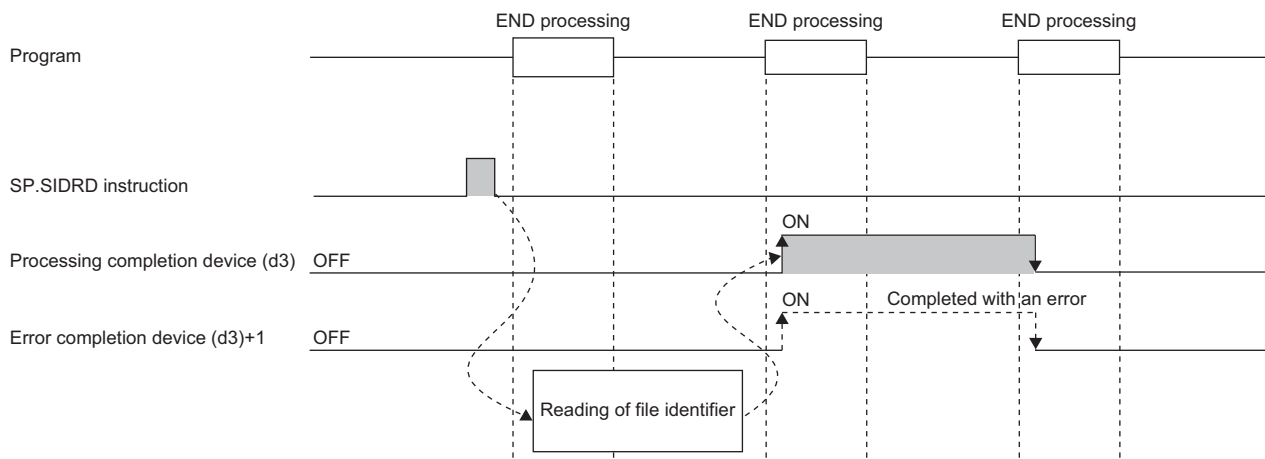 END processing END processing END processing
Program
SP.SIDRD instruction
ON
Processing completion device (d3) OFF
ON Completed with an error
Error completion device (d3)+1 OFF
Reading of file identifier